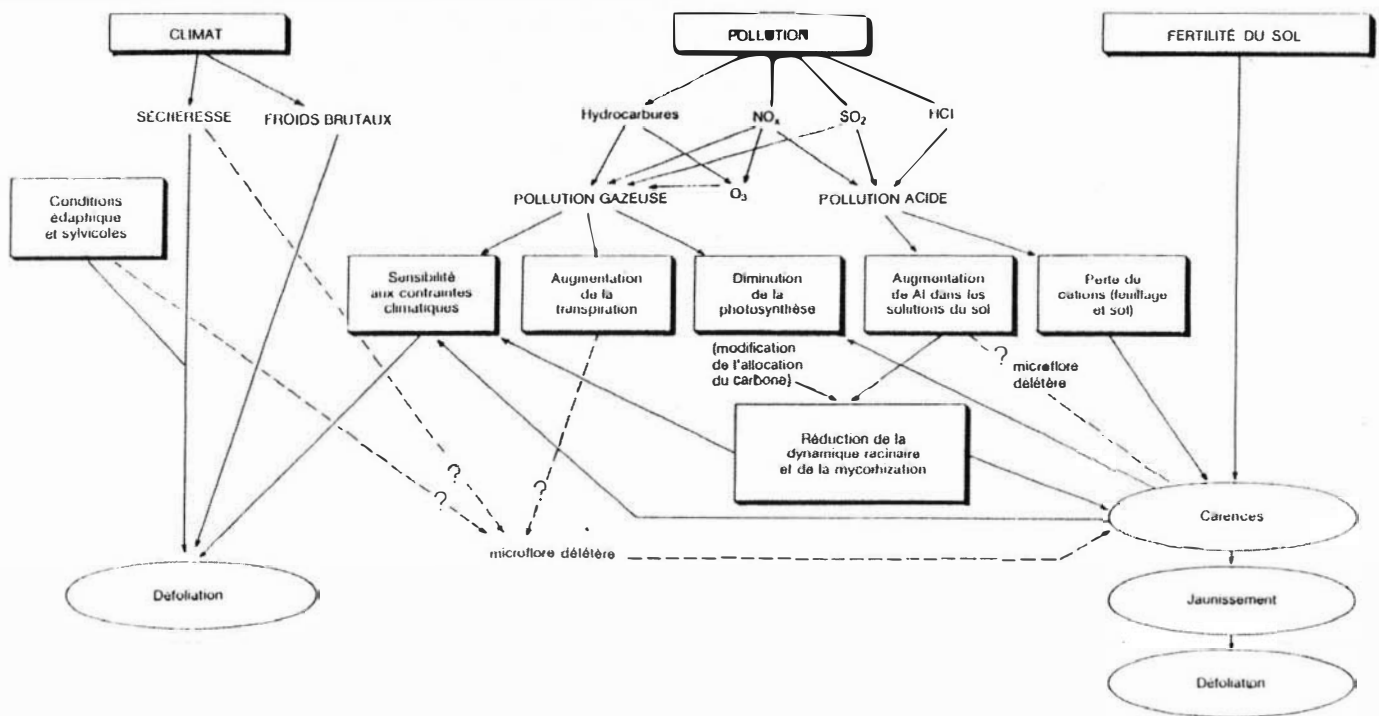 CLIMAT
POLLUTION
FERTILITÉ DU SOL
SÉCHERESSE
FROIDS BRUTAUX
Hydrocarbures
NOx
SO2
HCl
Conditions
édaphique
et sylvicoles
POLLUTION GAZEUSE
O3
POLLUTION ACIDE
Sensibilité
aux contraintes
climatiques
Augmentation
de la
transpiration
Diminution
de la
photosynthèse
Augmentation
de Al dans les
solutions du sol
Perte de
cations (feuillage
et sol)
(modification
de l'allocation
du carbone)
?
microflore
délétère
Réduction de la
dynamique racinaire
et de la mycorhization
?
?
?
microflore délétère
Carences
Défoliation
Jaunissement
Défoliation